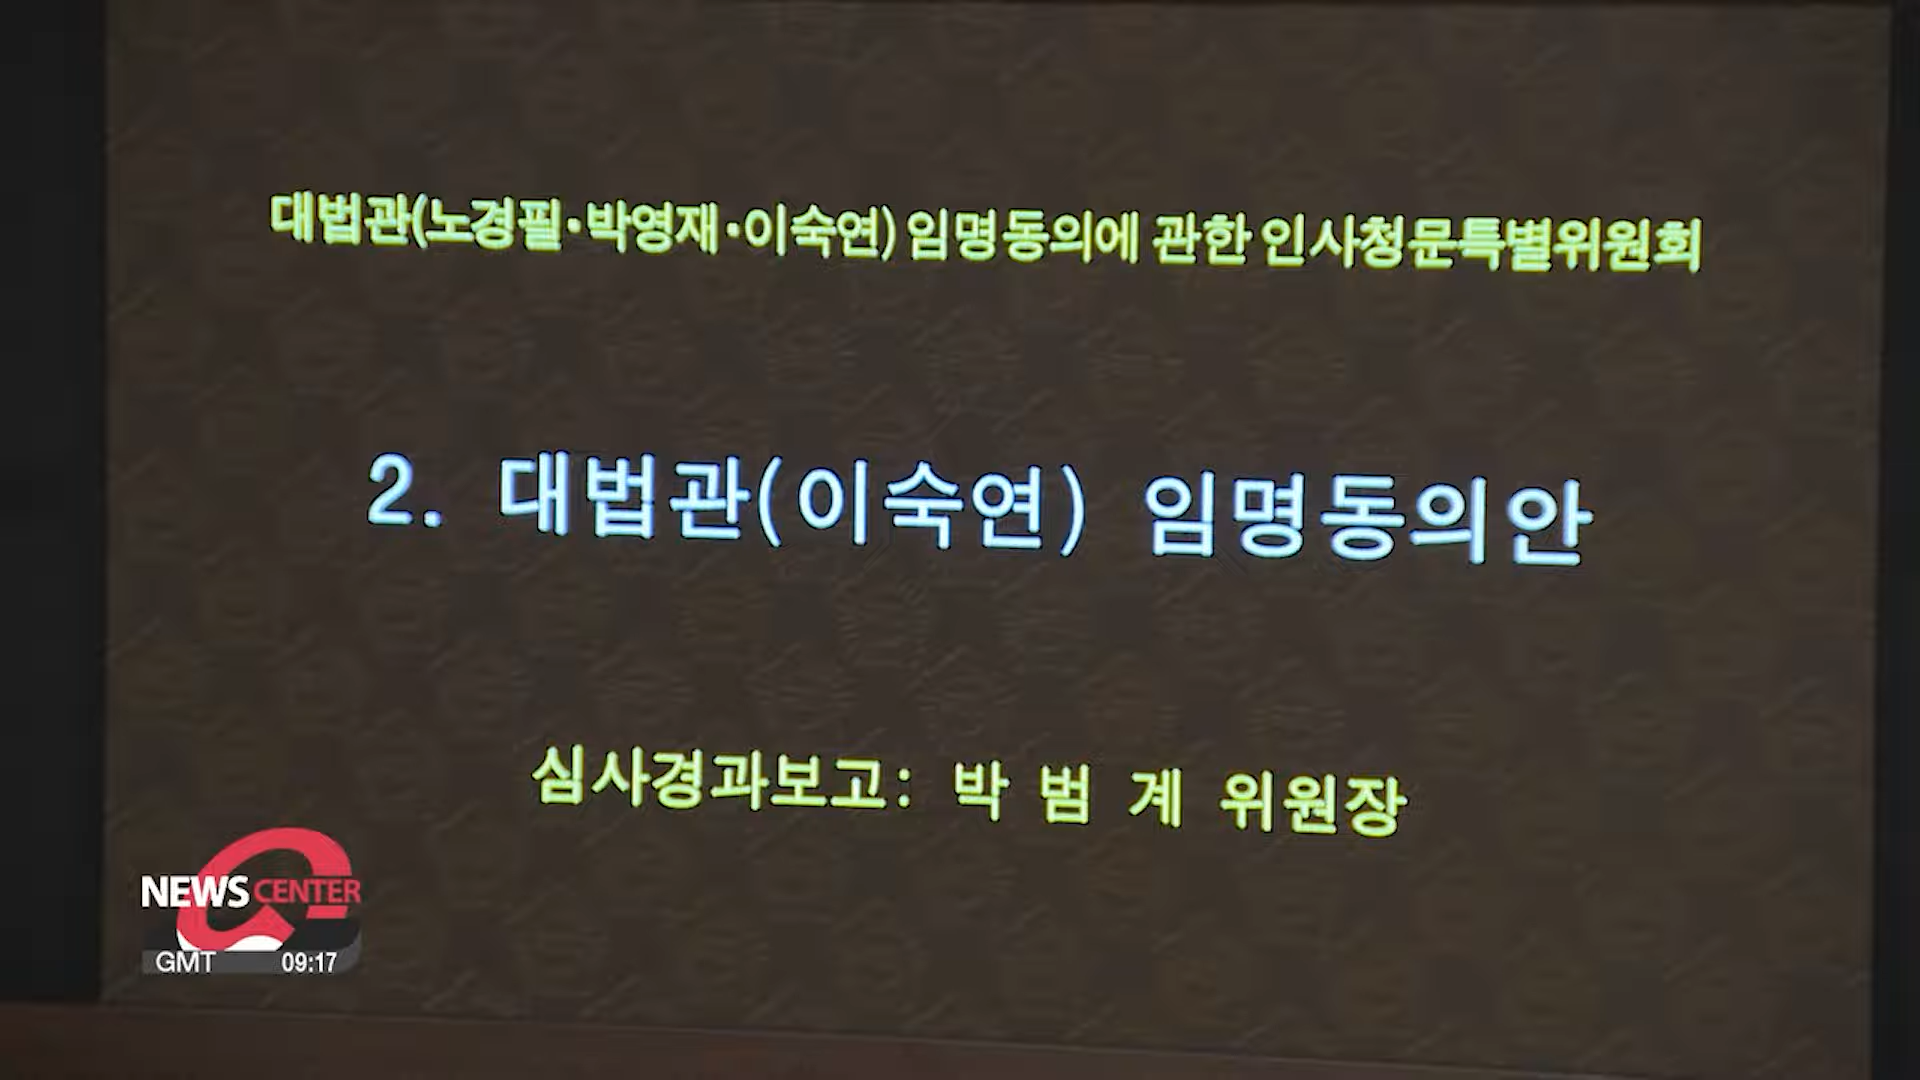 대법관(노경필·박영재·이숙연) 임명동의에 관한 인사청문특별위원회
2. 대법관(이숙연) 임명동의안
심사경과보고: 박 범 계 위원장
NEWS CENTER
GMT 09:17